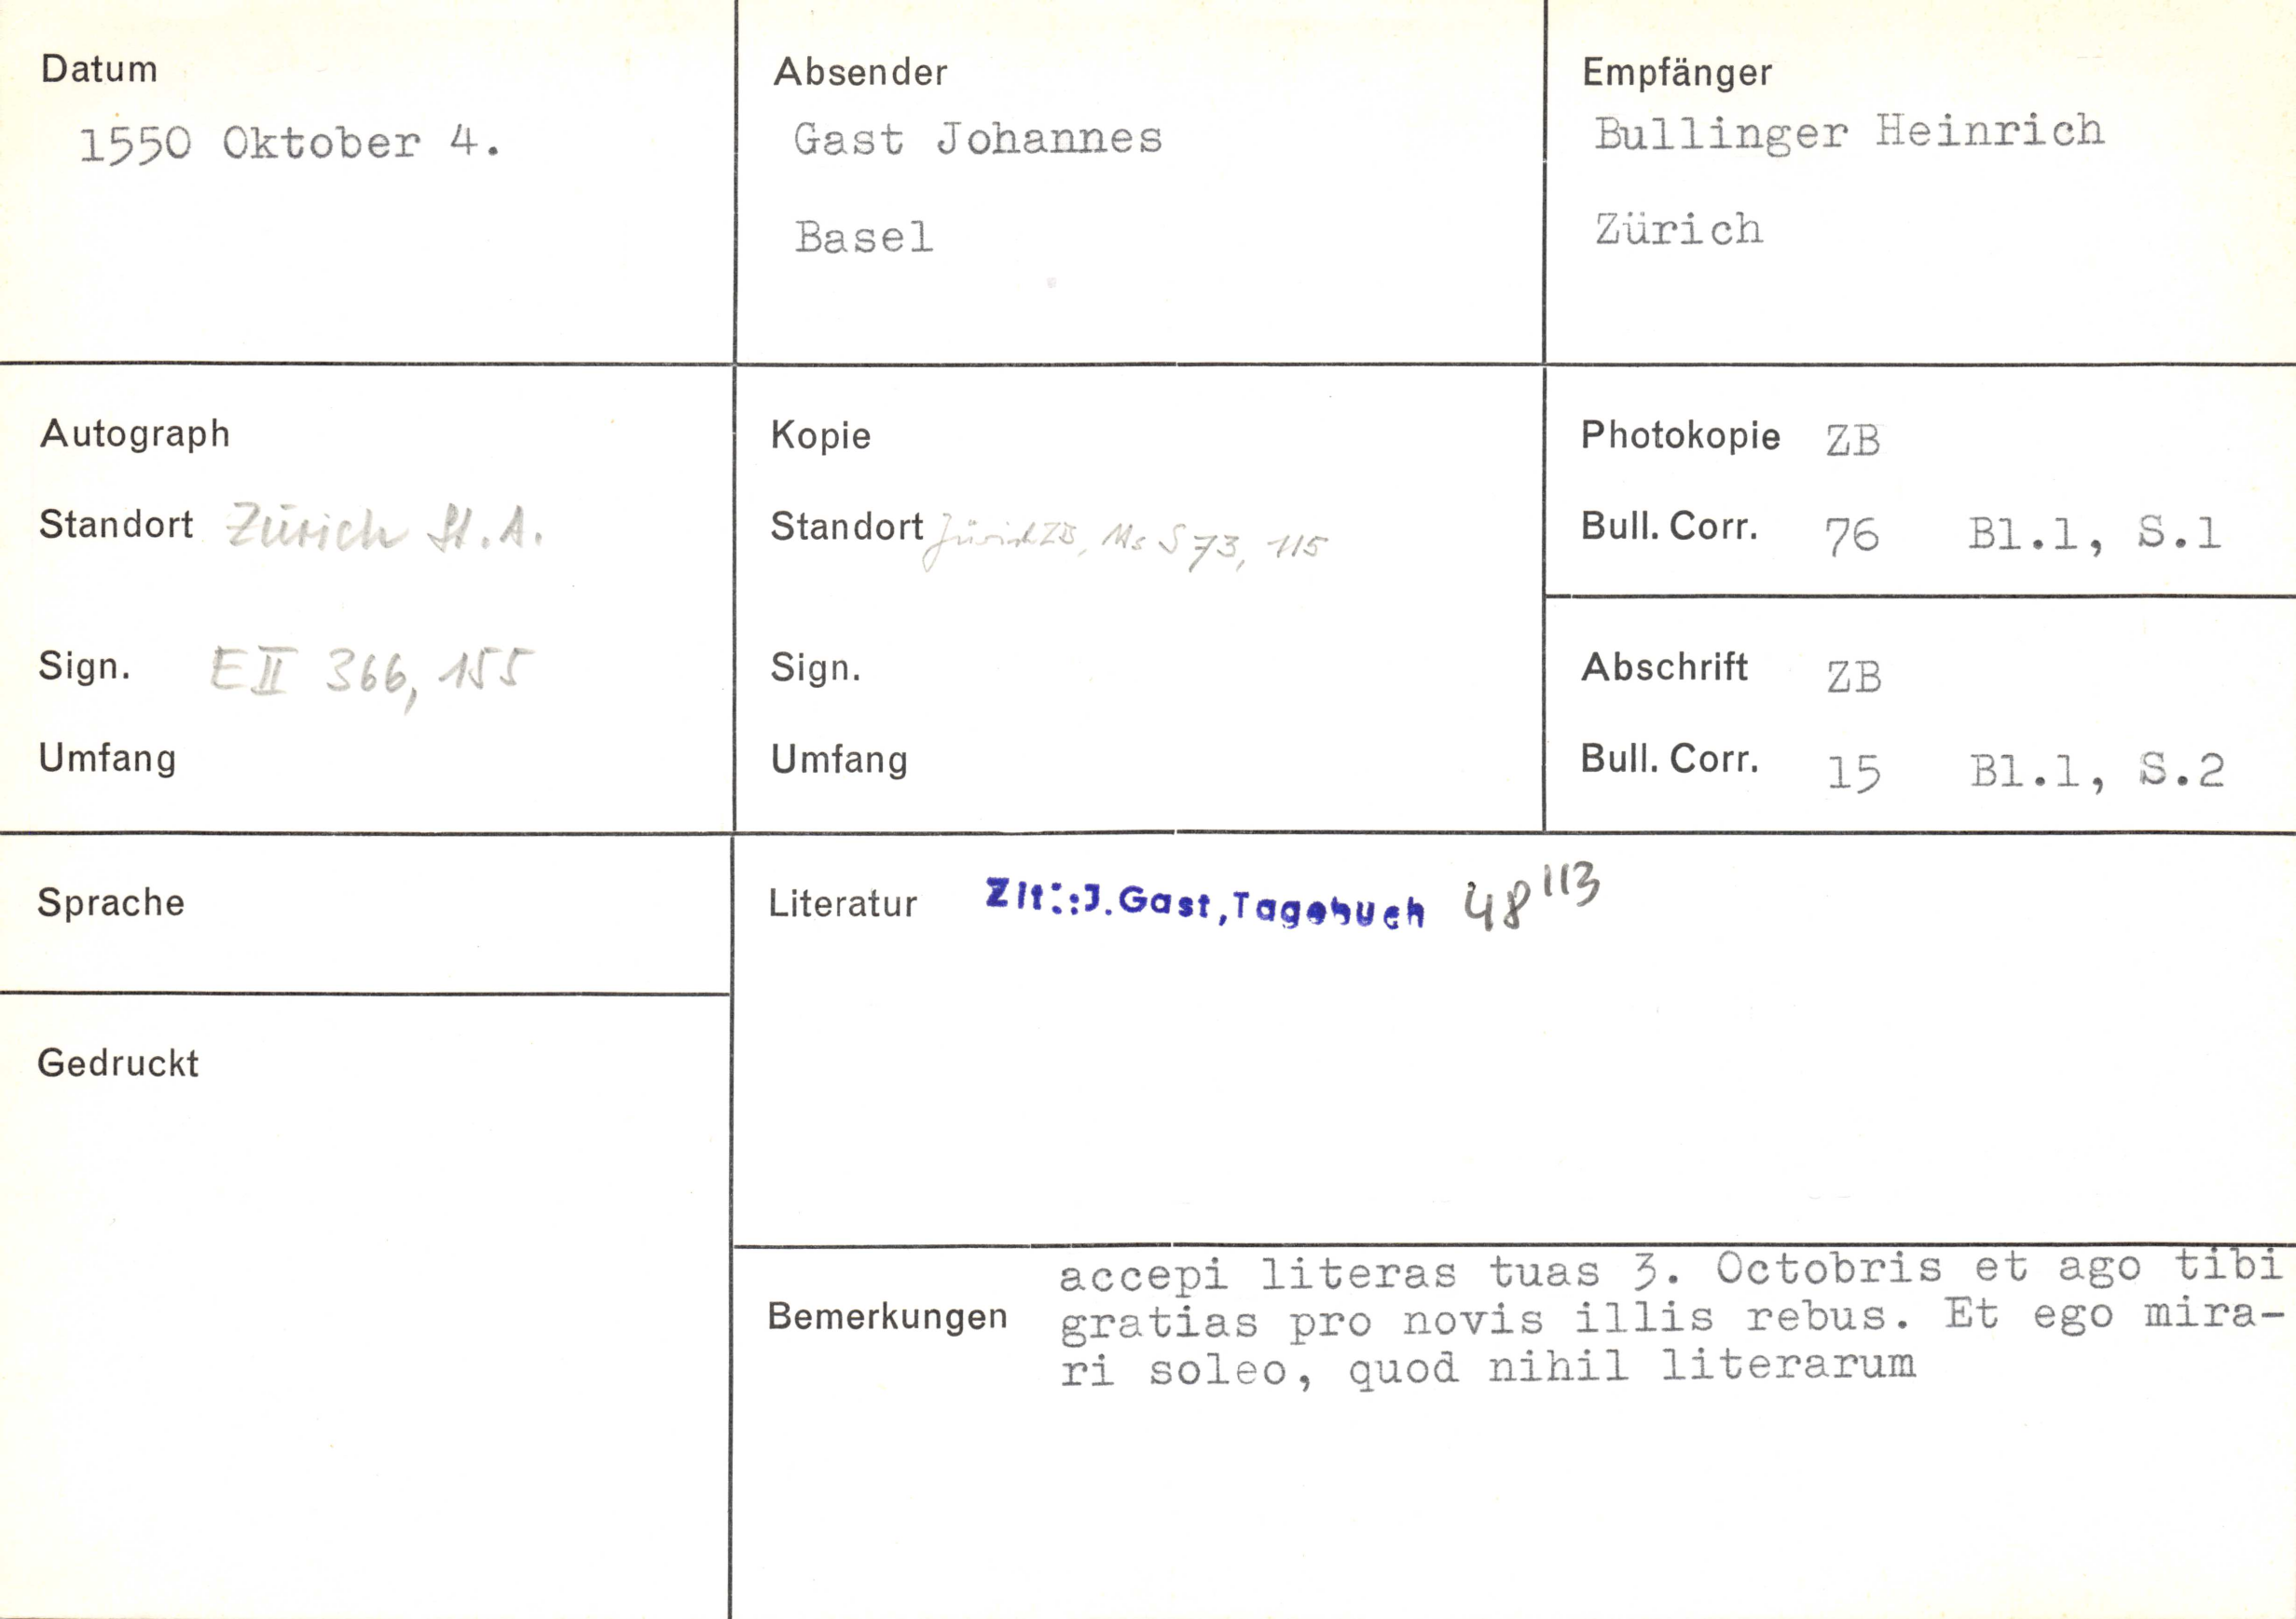 Datum
1550 Oktober 4.
Absender
Gast Johannes
Basel
Empfänger
Bullinger Heinrich
Zürich
Autograph
Standort Zürich St.A.
Sign. E II 366, 155
Umfang
Kopie
Standort Zürich ZB, Ms S 73, 115
Sign.
Umfang
Photokopie ZB
Bull. Corr. 76 Bl.1, S.1
Abschrift ZB
Bull. Corr. 15 Bl.1, S.2
Sprache
Gedruckt
Literatur Zit.:J.Gast,Tagebuch 48 113
Bemerkungen
accepi literas tuas 3. Octobris et ago tibi
gratias pro novis illis rebus. Et ego mira-
ri soleo, quod nihil literarum